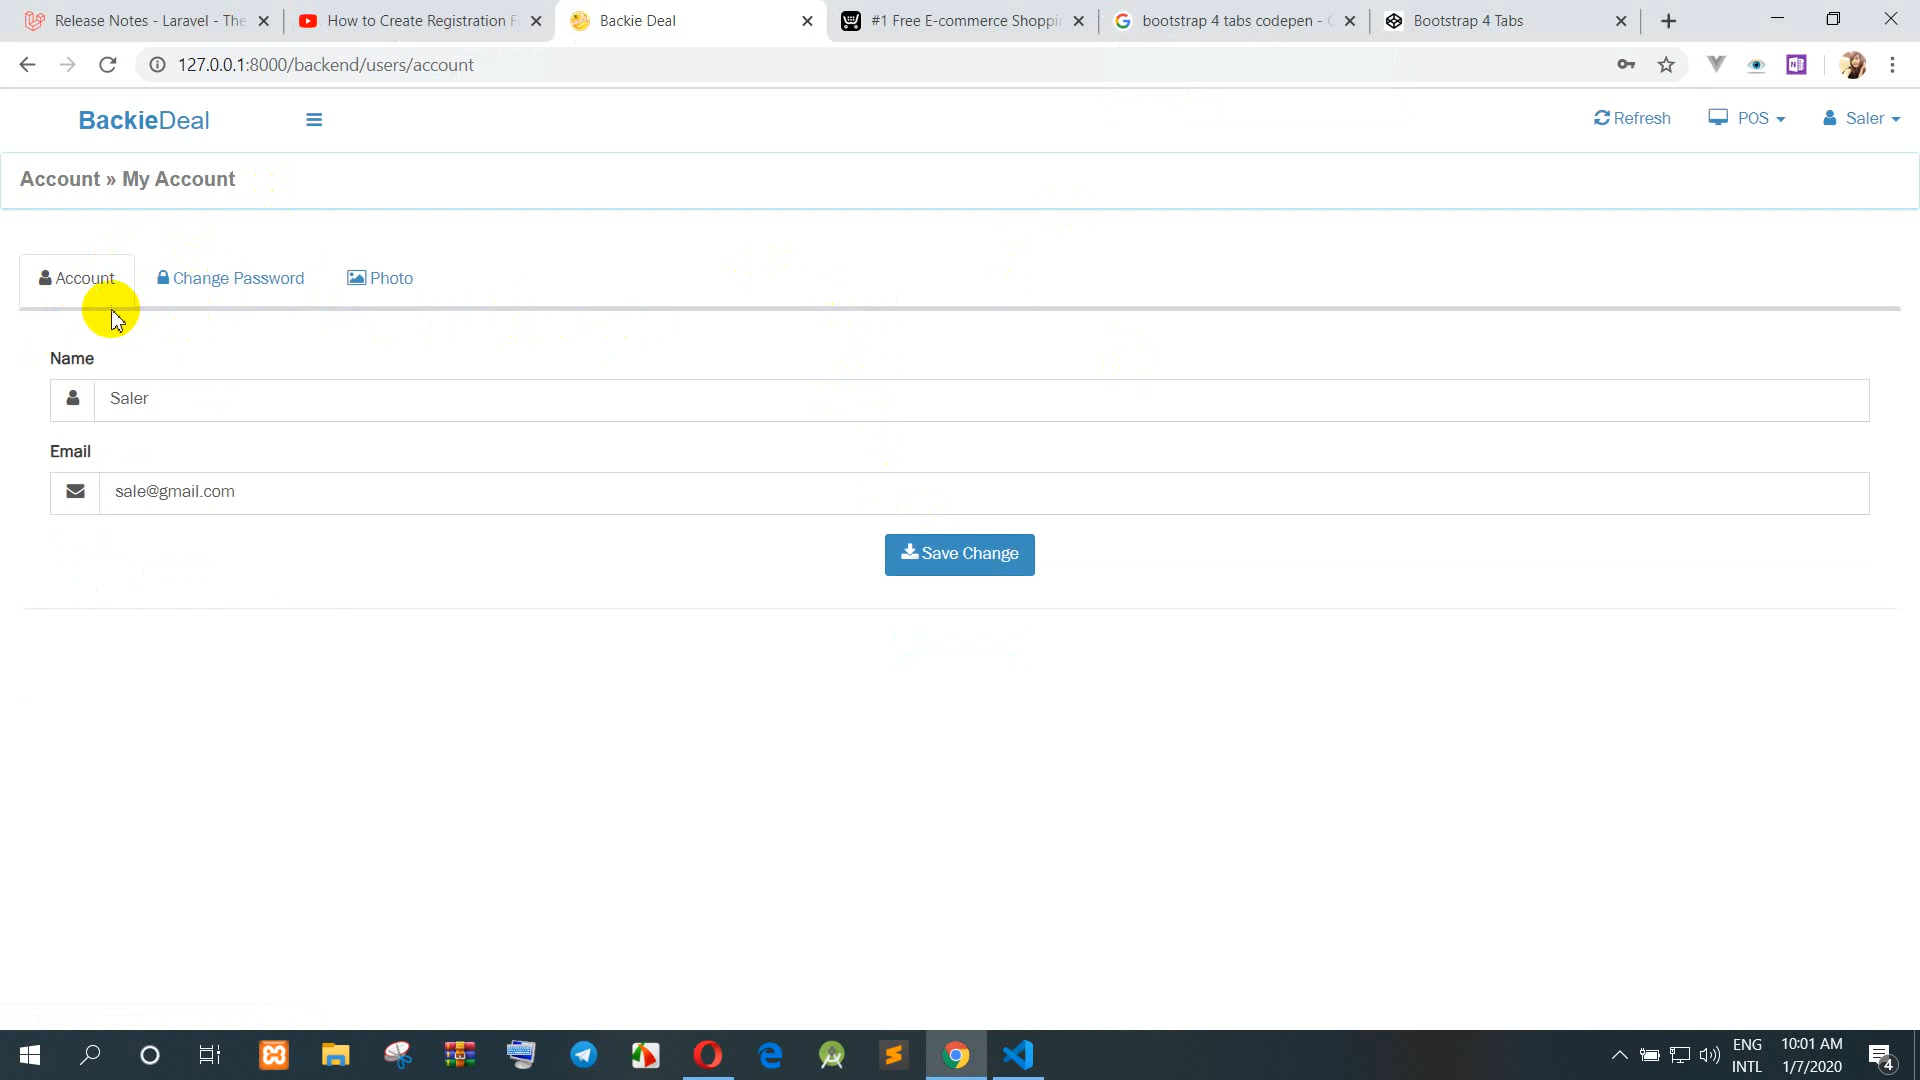 Release Notes - Laravel - The
How to Create Registration F
Backie Deal
#1 Free E-commerce Shoppi
bootstrap 4 tabs codepen -
Bootstrap 4 Tabs
127.0.0.1:8000/backend/users/account
BackieDeal
Refresh
POS
Saler
Account » My Account
Account
Change Password
Photo
Name
Saler
Email
sale@gmail.com
Save Change
ENG
INTL
10:01 AM
1/7/2020
4